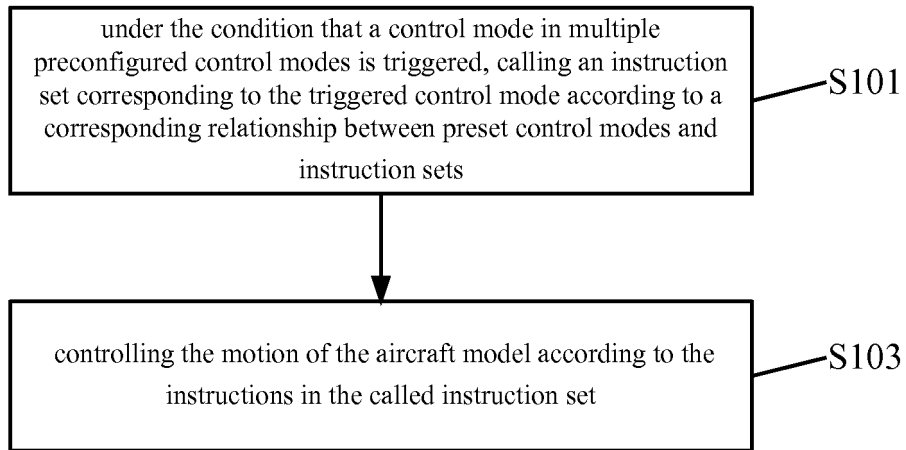 under the condition that a control mode in multiple
preconfigured control modes is triggered, calling an instruction
set corresponding to the triggered control mode according to a
corresponding relationship between preset control modes and
instruction sets
S101
controlling the motion of the aircraft model according to the
instructions in the called instruction set
S103